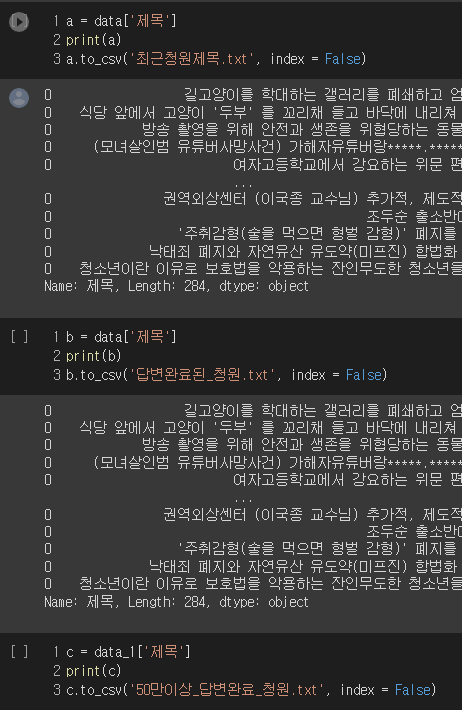 1 a = data['제목']
2 print(a)
3 a.to_csv('최근청원제목.txt', index = False)
0 길고양이를 학대하는 갤러리를 폐쇄하고 엄
0 식당 앞에서 고양이 '두부' 를 꼬리채 들고 바닥에 내리쳐
0 방송 촬영을 위해 안전과 생존을 위협당하는 동물
0 (모녀살인범 유튜버사망사건) 가해자유튜버랑*****.*****
0 여자고등학교에서 강요하는 위문 편
...
0 권역외상센터 (이국종 교수님) 추가적, 제도적
0 조두순 출소반대
0 '주취감형(술을 먹으면 형벌 감형)' 폐지를
0 낙태죄 폐지와 자연유산 유도약(미프진) 합법화
0 청소년이란 이유로 보호법을 악용하는 잔인무도한 청소년들
Name: 제목, Length: 284, dtype: object
[ ] 1 b = data['제목']
2 print(b)
3 b.to_csv('답변완료된_청원.txt', index = False)
0 길고양이를 학대하는 갤러리를 폐쇄하고 엄
0 식당 앞에서 고양이 '두부' 를 꼬리채 들고 바닥에 내리쳐
0 방송 촬영을 위해 안전과 생존을 위협당하는 동물
0 (모녀살인범 유튜버사망사건) 가해자유튜버랑*****.*****
0 여자고등학교에서 강요하는 위문 편
...
0 권역외상센터 (이국종 교수님) 추가적, 제도적
0 조두순 출소반대
0 '주취감형(술을 먹으면 형벌 감형)' 폐지를
0 낙태죄 폐지와 자연유산 유도약(미프진) 합법화
0 청소년이란 이유로 보호법을 악용하는 잔인무도한 청소년들
Name: 제목, Length: 284, dtype: object
[ ] 1 c = data_1['제목']
2 print(c)
3 c.to_csv('50만이상_답변완료_청원.txt', index = False)